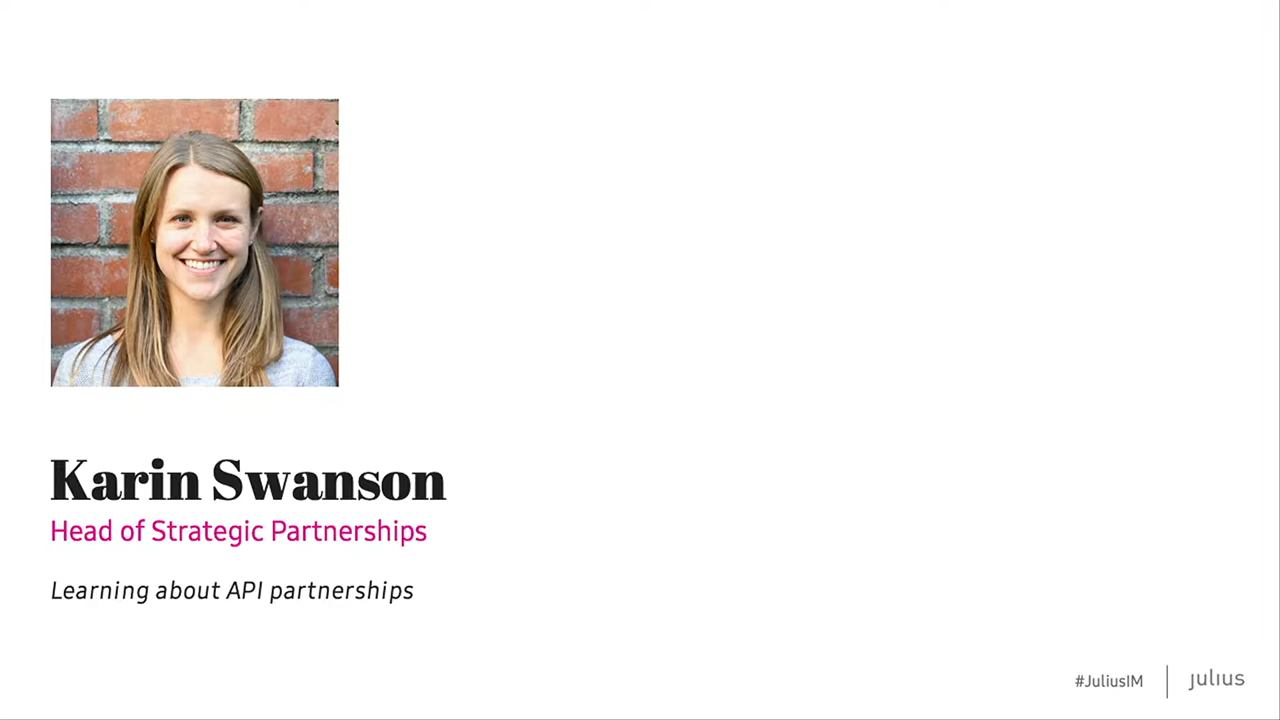 Karin Swanson
Head of Strategic Partnerships
Learning about API partnerships
#JuliusIM
julius